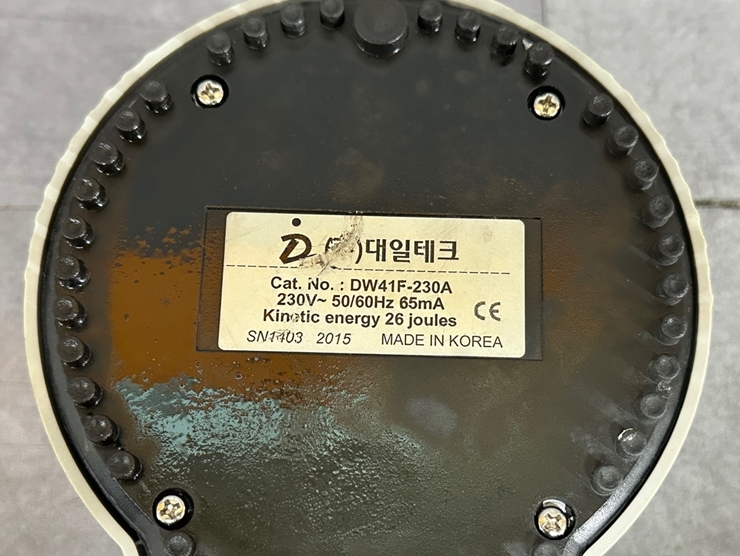 대일테크
Cat. No. : DW41F-230A
230V~ 50/60Hz 65mA
Kinetic energy 26 joules
CE
SN1403 2015 MADE IN KOREA